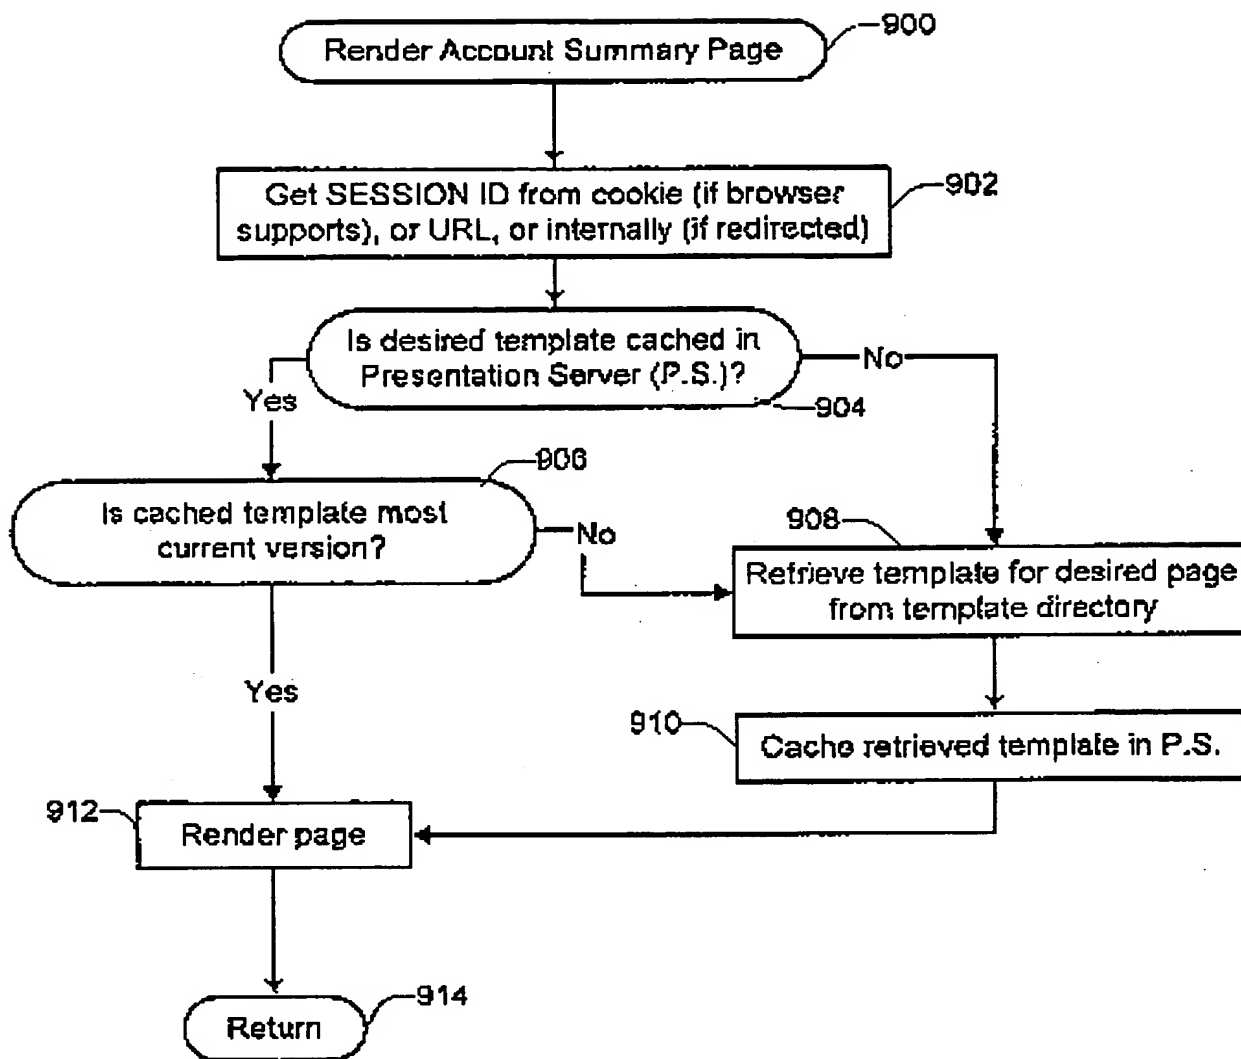 Render Account Summary Page
900
Get SESSION ID from cookie (if browser
supports), or URL, or internally (if redirected)
902
Is desired template cached in
Presentation Server (P.S.)?
904
Yes
No
906
Is cached template most
current version?
No
908
Retrieve template for desired page
from template directory
Yes
910
Cache retrieved template in P.S.
912
Render page
914
Return